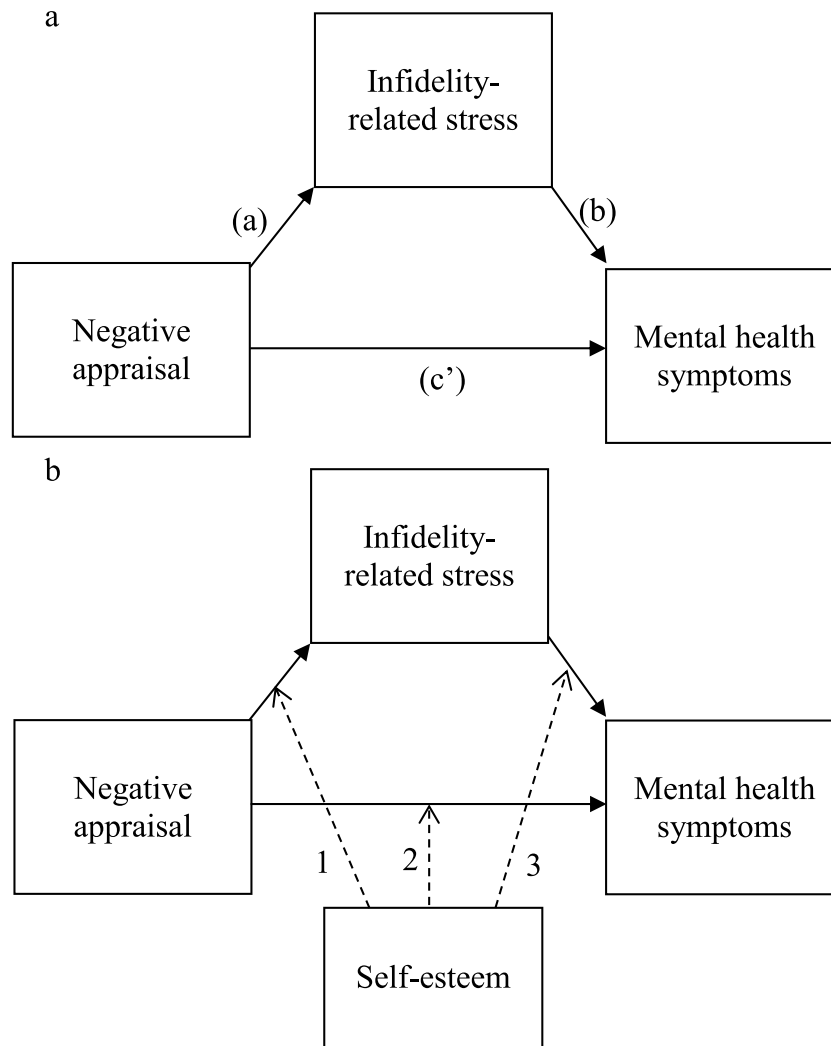 a
Infidelity-
related stress
(a)
(b)
Negative
appraisal
Mental health
symptoms
(c’)
b
Infidelity-
related stress
Negative
appraisal
Mental health
symptoms
1
2
3
Self-esteem